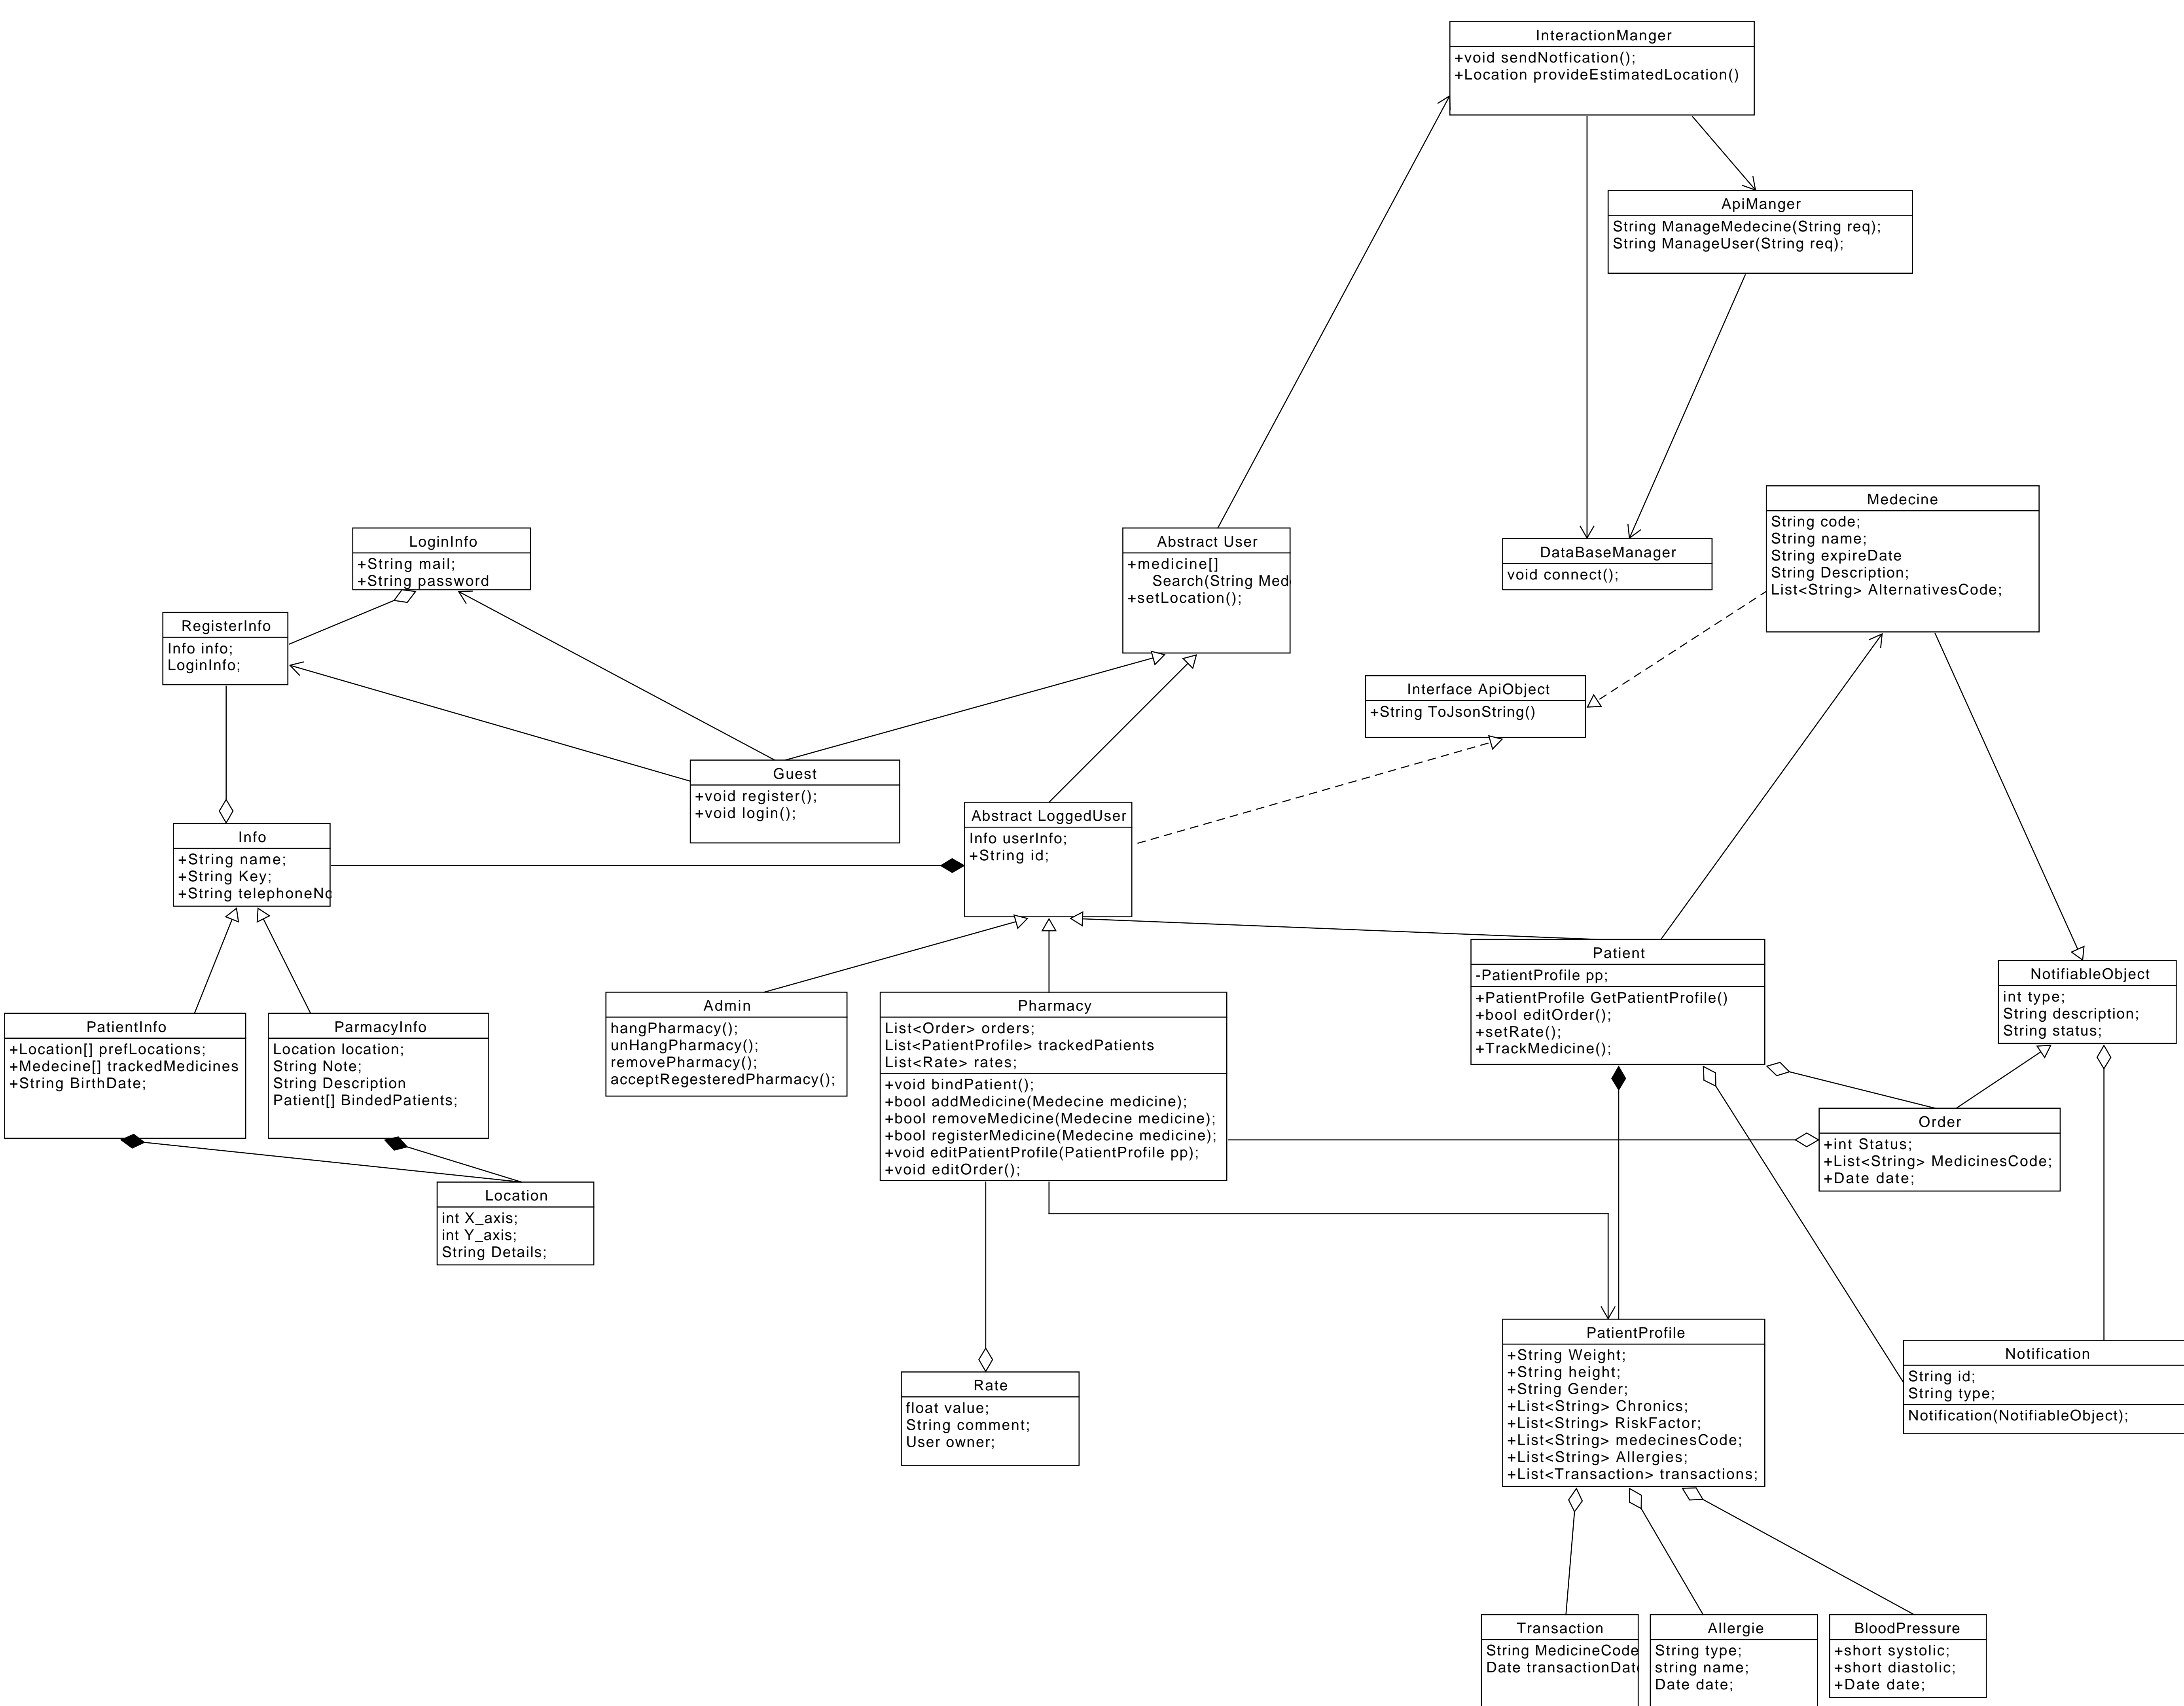 InteractionManger
+void sendNotfication();
+Location provideEstimatedLocation()
ApiManger
String ManageMedecine(String req);
String ManageUser(String req);
Medecine
String code;
String name;
String expireDate
String Description;
List<String> AlternativesCode;
LoginInfo
+String mail;
+String password
Abstract User
+medicine[]
Search(String Med
+setLocation();
DataBaseManager
void connect();
RegisterInfo
Info info;
LoginInfo;
Interface ApiObject
+String ToJsonString()
Guest
+void register();
+void login();
Abstract LoggedUser
Info userInfo;
+String id;
Info
+String name;
+String Key;
+String telephoneNo
Patient
-PatientProfile pp;
+PatientProfile GetPatientProfile()
+bool editOrder();
+setRate();
+TrackMedicine();
NotifiableObject
int type;
String description;
String status;
Admin
hangPharmacy();
unHangPharmacy();
removePharmacy();
acceptRegesteredPharmacy();
Pharmacy
List<Order> orders;
List<PatientProfile> trackedPatients
List<Rate> rates;
+void bindPatient();
+bool addMedicine(Medecine medicine);
+bool removeMedicine(Medecine medicine);
+bool registerMedicine(Medecine medicine);
+void editPatientProfile(PatientProfile pp);
+void editOrder();
PatientInfo
+Location[] prefLocations;
+Medecine[] trackedMedicines
+String BirthDate;
ParmacyInfo
Location location;
String Note;
String Description
Patient[] BindedPatients;
Order
+int Status;
+List<String> MedicinesCode;
+Date date;
Location
int X_axis;
int Y_axis;
String Details;
PatientProfile
+String Weight;
+String height;
+String Gender;
+List<String> Chronics;
+List<String> RiskFactor;
+List<String> medecinesCode;
+List<String> Allergies;
+List<Transaction> transactions;
Notification
String id;
String type;
Notification(NotifiableObject);
Rate
float value;
String comment;
User owner;
Transaction
String MedicineCode
Date transactionDate
Allergie
String type;
string name;
Date date;
BloodPressure
+short systolic;
+short diastolic;
+Date date;